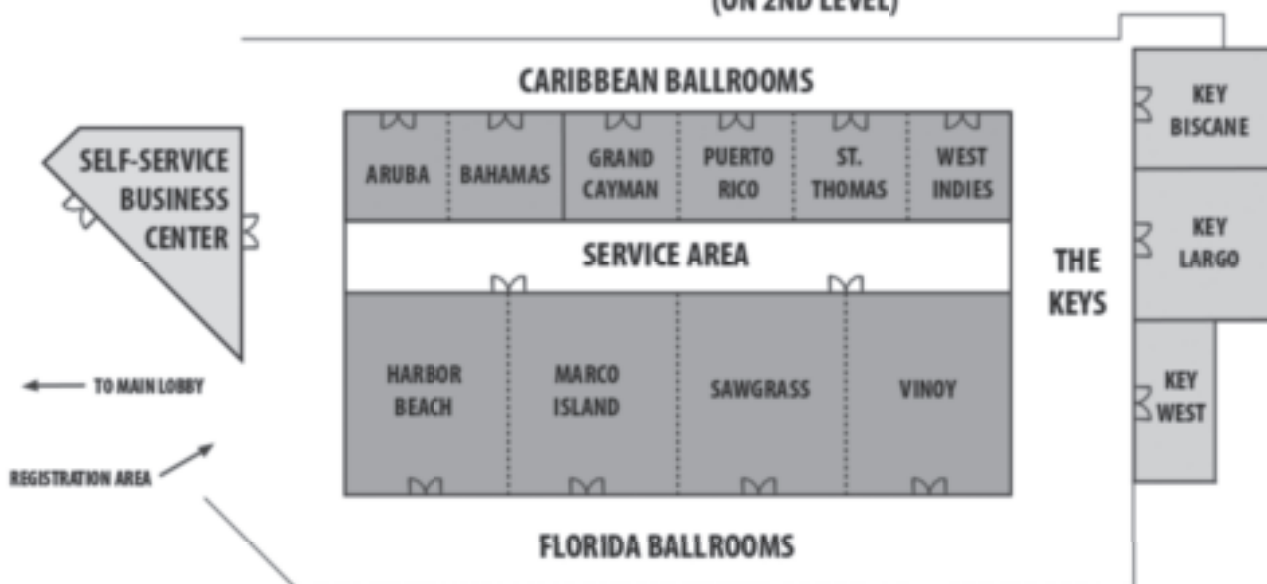 (ON 2ND LEVEL)
CARIBBEAN BALLROOMS
KEY
BISCANE
SELF-SERVICE
BUSINESS
CENTER
ARUBA
BAHAMAS
GRAND
CAYMAN
PUERTO
RICO
ST.
THOMAS
WEST
INDIES
SERVICE AREA
THE
KEYS
KEY
LARGO
HARBOR
BEACH
MARCO
ISLAND
SAWGRASS
VINOY
KEY
WEST
TO MAIN LOBBY
REGISTRATION AREA
FLORIDA BALLROOMS